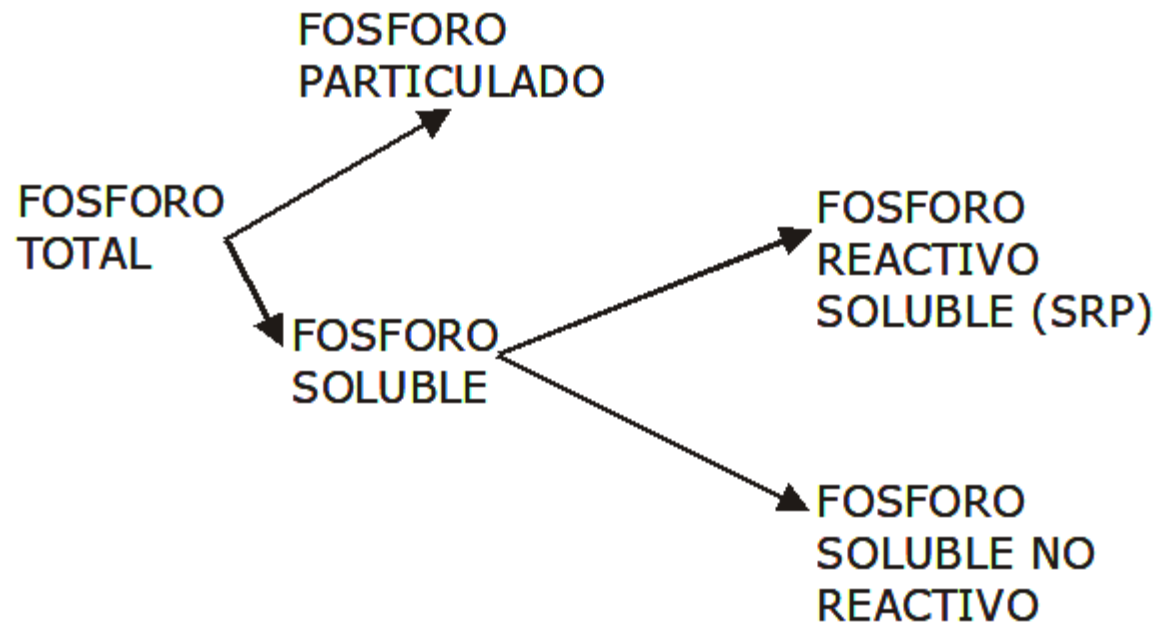 FOSFORO
PARTICULADO
FOSFORO
TOTAL
FOSFORO
SOLUBLE
FOSFORO
REACTIVO
SOLUBLE (SRP)
FOSFORO
SOLUBLE NO
REACTIVO